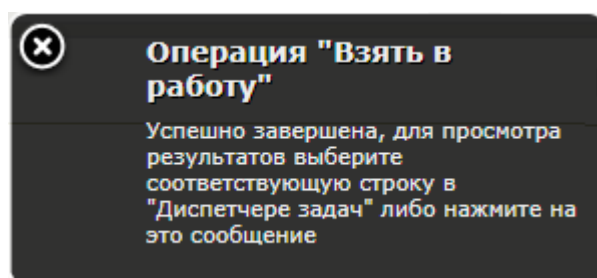 Операция "Взять в
работу"
Успешно завершена, для просмотра
результатов выберите
соответствующую строку в
"Диспетчере задач" либо нажмите на
это сообщение